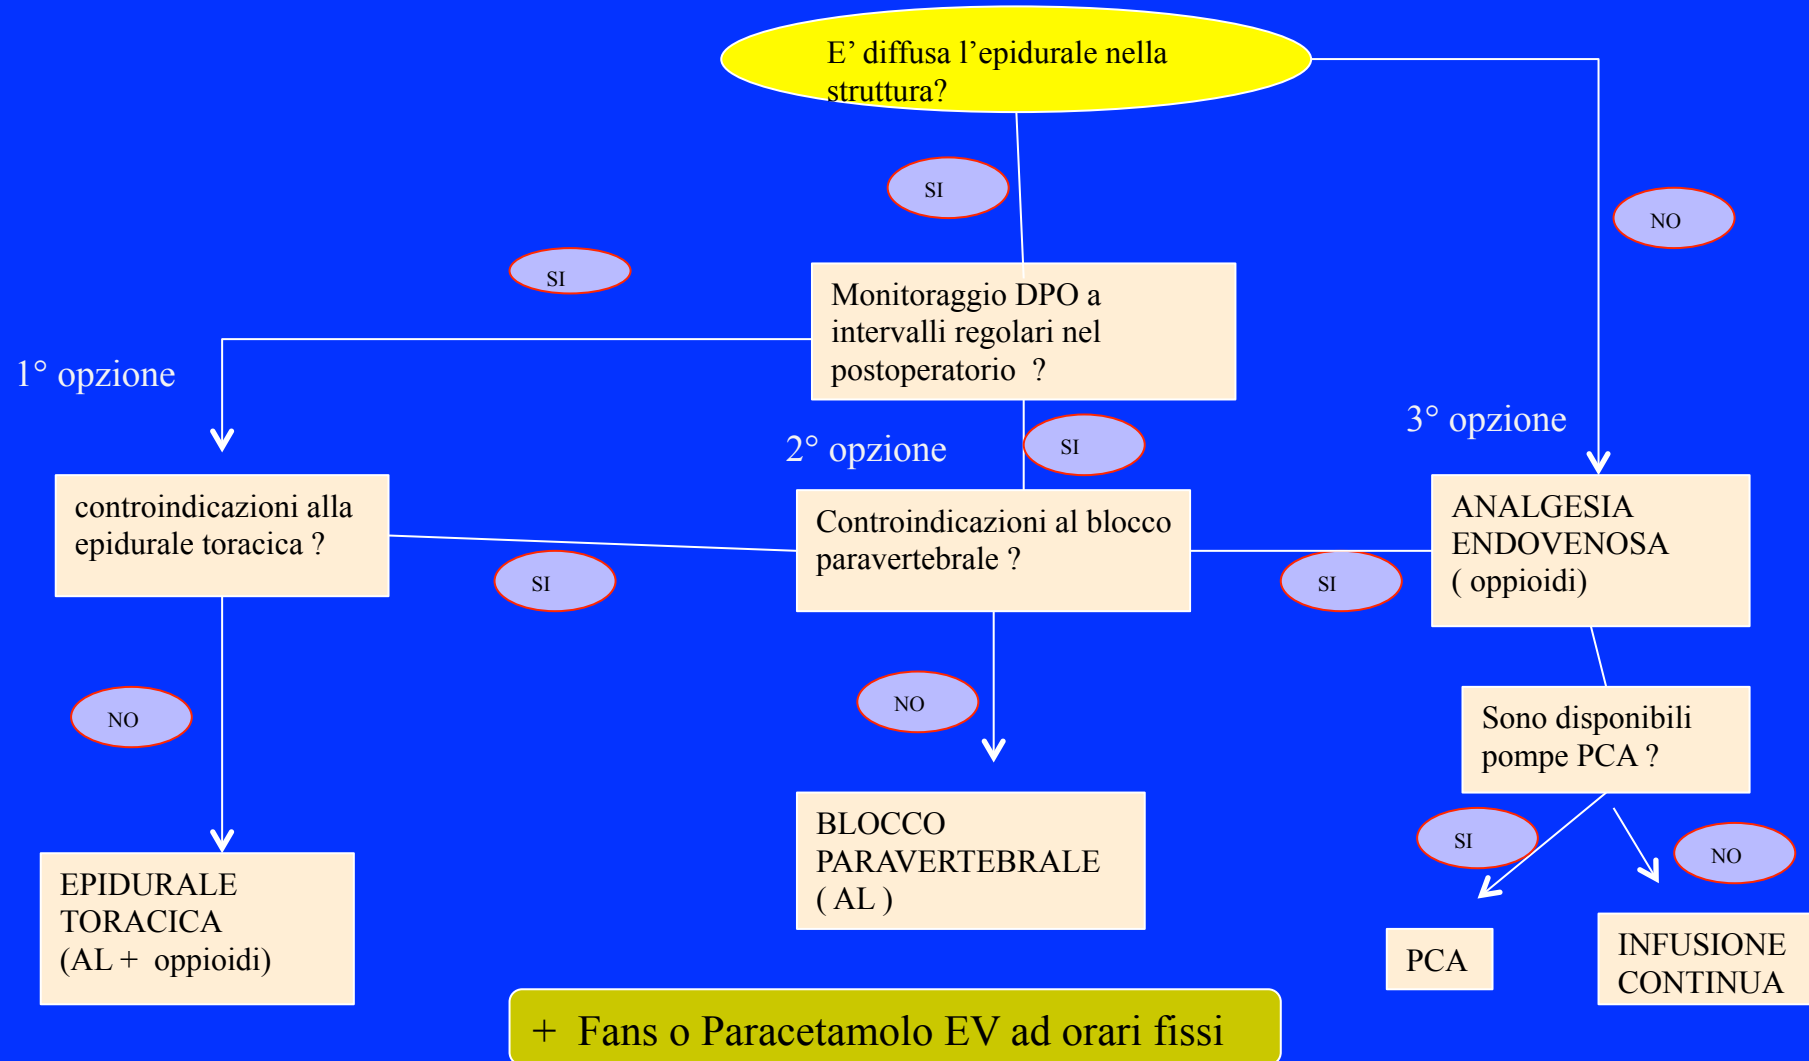 E’ diffusa l’epidurale nella
struttura?
SI
NO
SI
Monitoraggio DPO a
intervalli regolari nel
postoperatorio ?
1° opzione
2° opzione
SI
3° opzione
controindicazioni alla
epidurale toracica ?
SI
Controindicazioni al blocco
paravertebrale ?
SI
ANALGESIA
ENDOVENOSA
( oppioidi)
NO
NO
Sono disponibili
pompe PCA ?
SI
NO
EPIDURALE
TORACICA
(AL + oppioidi)
BLOCCO
PARAVERTEBRALE
( AL )
PCA
INFUSIONE
CONTINUA
+ Fans o Paracetamolo EV ad orari fissi